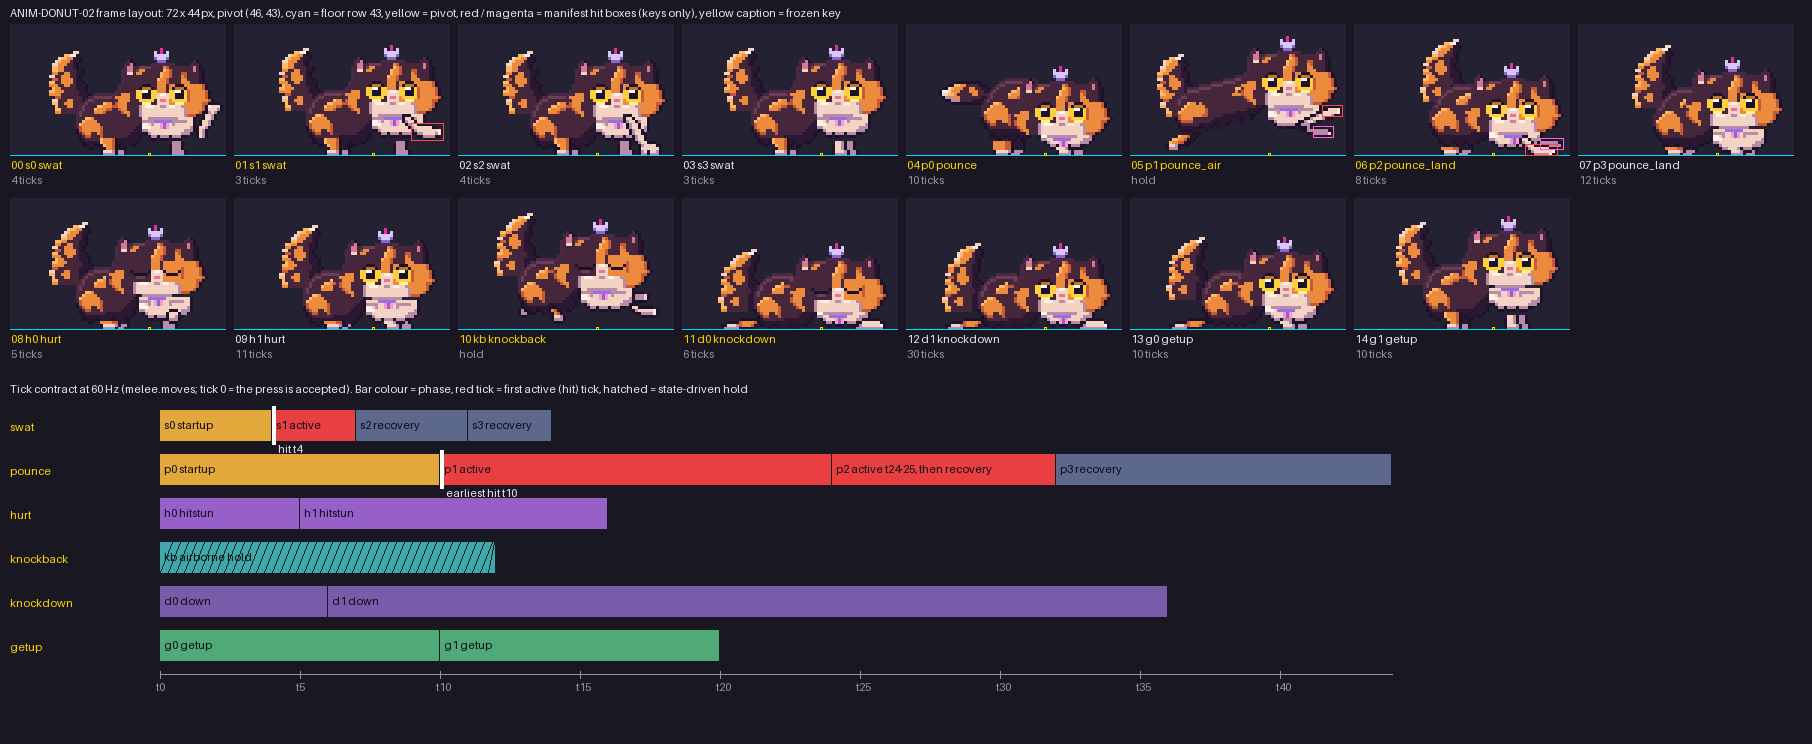 ANIM-DONUT-02 frame layout: 72 x 44 px, pivot (46, 43), cyan = floor row 43, yellow = pivot, red / magenta = manifest hit boxes (keys only), yellow caption = frozen key
00 s0 swat
4 ticks
01 s1 swat
3 ticks
02 s2 swat
4 ticks
03 s3 swat
3 ticks
04 p0 pounce
10 ticks
05 p1 pounce_air
hold
06 p2 pounce_land
8 ticks
07 p3 pounce_land
12 ticks
08 h0 hurt
5 ticks
09 h1 hurt
11 ticks
10 kb knockback
hold
11 d0 knockdown
6 ticks
12 d1 knockdown
30 ticks
13 g0 getup
10 ticks
14 g1 getup
10 ticks
Tick contract at 60 Hz (melee.moves; tick 0 = the press is accepted). Bar colour = phase, red tick = first active (hit) tick, hatched = state-driven hold
swat
s0 startup
s1 active
s2 recovery
s3 recovery
hit t4
pounce
p0 startup
p1 active
p2 active t24-25, then recovery
p3 recovery
earliest hit t10
hurt
h0 hitstun
h1 hitstun
knockback
kb airborne hold
knockdown
d0 down
d1 down
getup
g0 getup
g1 getup
t0
t5
t10
t15
t20
t25
t30
t35
t40